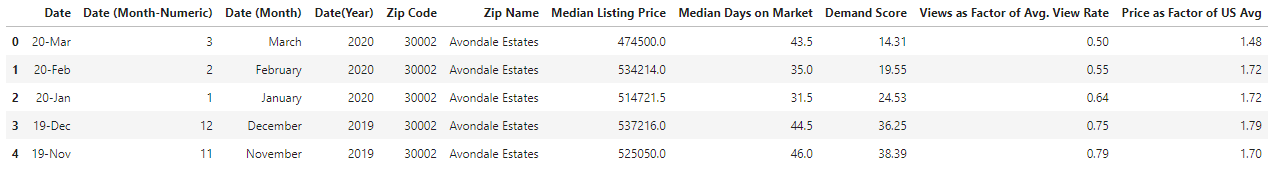 Date Date (Month-Numeric) Date (Month) Date(Year) Zip Code Zip Name Median Listing Price Median Days on Market Demand Score Views as Factor of Avg. View Rate Price as Factor of US Avg
0 20-Mar 3 March 2020 30002 Avondale Estates 474500.0 43.5 14.31 0.50 1.48
1 20-Feb 2 February 2020 30002 Avondale Estates 534214.0 35.0 19.55 0.55 1.72
2 20-Jan 1 January 2020 30002 Avondale Estates 514721.5 31.5 24.53 0.64 1.72
3 19-Dec 12 December 2019 30002 Avondale Estates 537216.0 44.5 36.25 0.75 1.79
4 19-Nov 11 November 2019 30002 Avondale Estates 525050.0 46.0 38.39 0.79 1.70